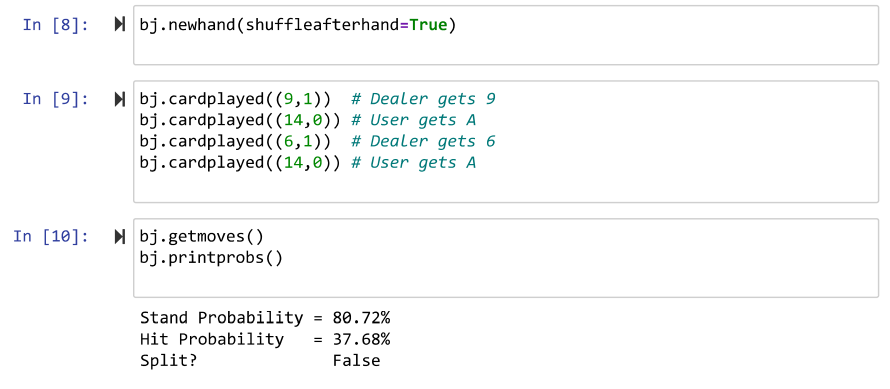 In [8]: bj.newhand(shuffleafterhand=True)
In [9]: bj.cardplayed((9,1))  # Dealer gets 9
bj.cardplayed((14,0)) # User gets A
bj.cardplayed((6,1))  # Dealer gets 6
bj.cardplayed((14,0)) # User gets A
In [10]: bj.getmoves()
bj.printprobs()
Stand Probability = 80.72%
Hit Probability   = 37.68%
Split?              False